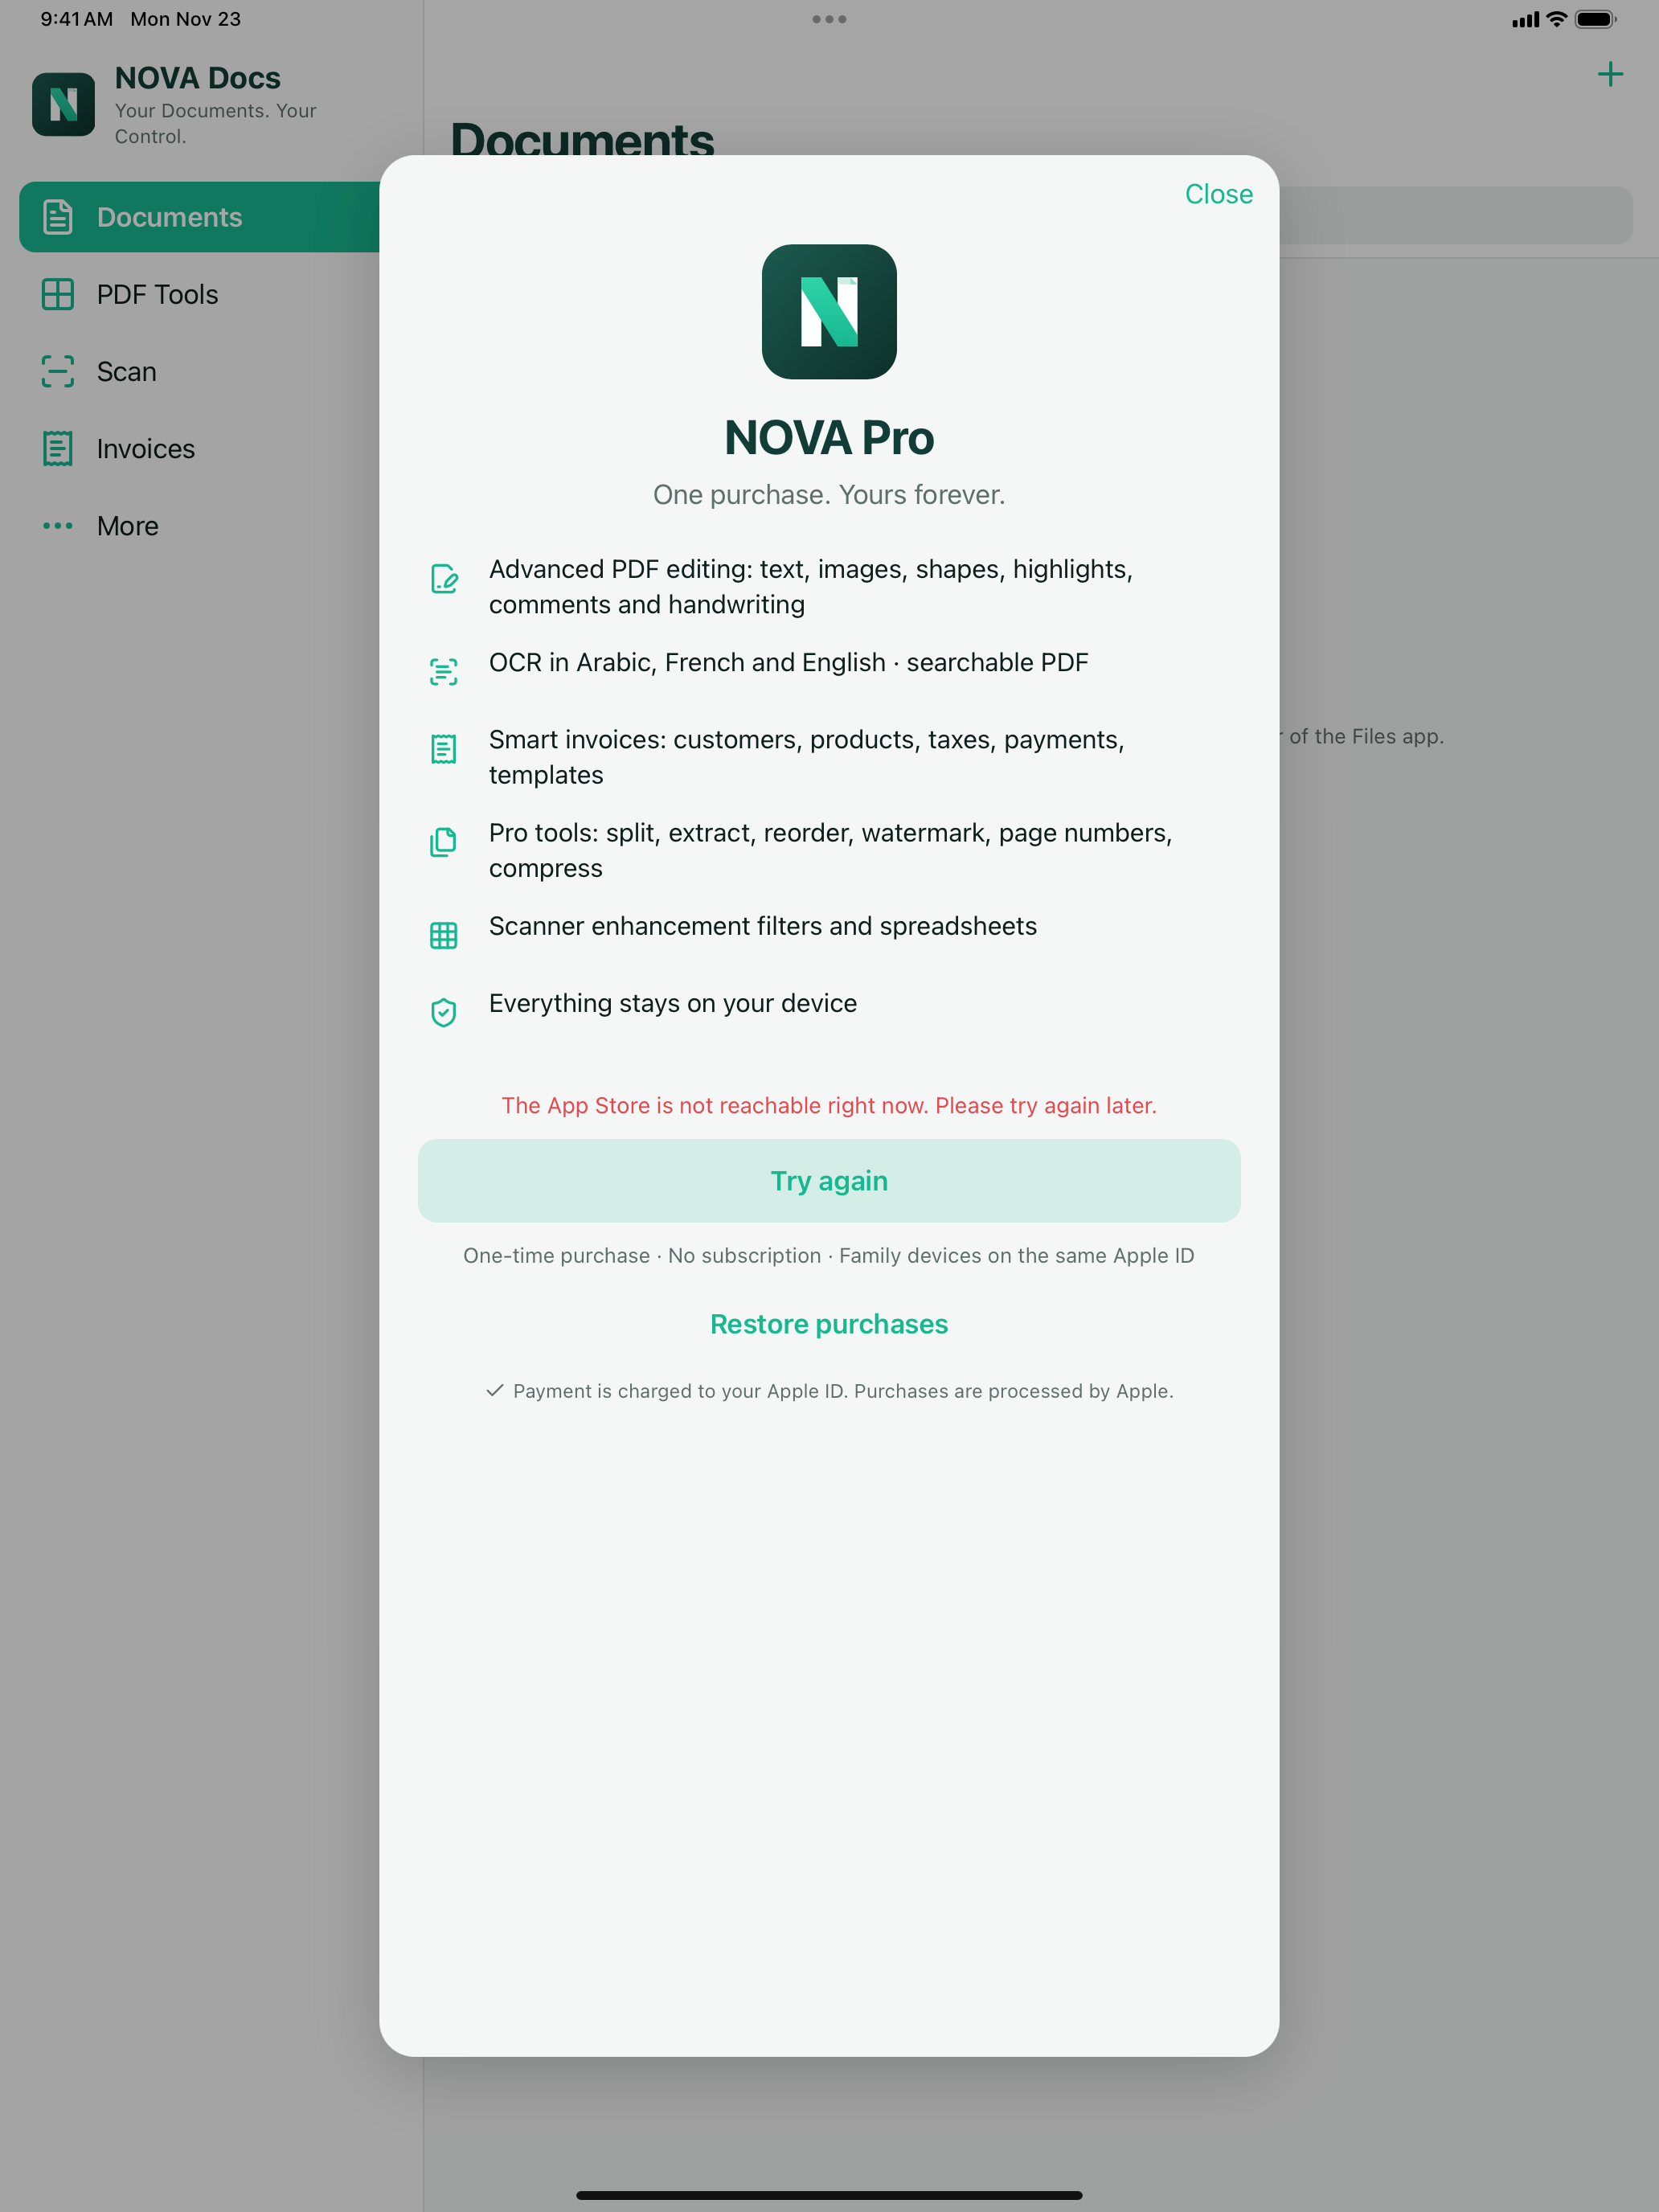 9:41 AM Mon Nov 23
NOVA Docs
Your Documents. Your
Control.
Documents
PDF Tools
Scan
Invoices
More
Documents
of the Files app.
Close
NOVA Pro
One purchase. Yours forever.
Advanced PDF editing: text, images, shapes, highlights,
comments and handwriting
OCR in Arabic, French and English · searchable PDF
Smart invoices: customers, products, taxes, payments,
templates
Pro tools: split, extract, reorder, watermark, page numbers,
compress
Scanner enhancement filters and spreadsheets
Everything stays on your device
The App Store is not reachable right now. Please try again later.
Try again
One-time purchase · No subscription · Family devices on the same Apple ID
Restore purchases
Payment is charged to your Apple ID. Purchases are processed by Apple.